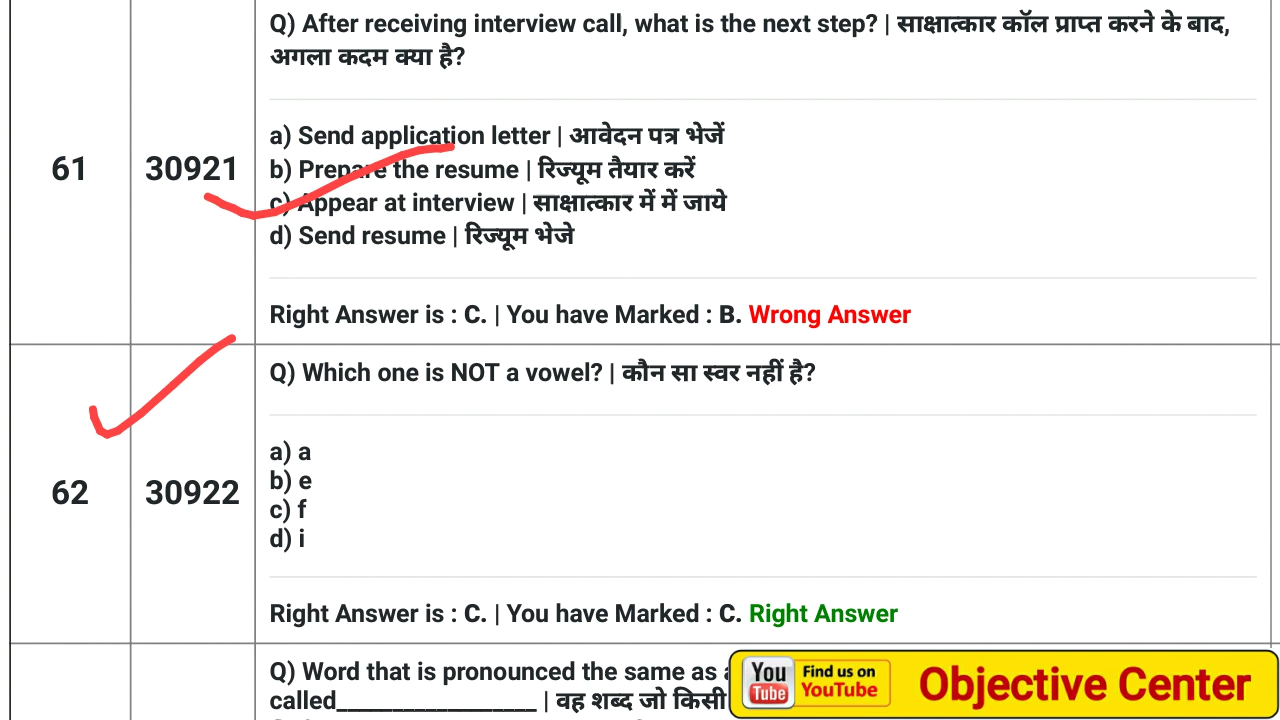 Q) After receiving interview call, what is the next step? | साक्षात्कार कॉल प्राप्त करने के बाद,
अगला कदम क्या है?
a) Send application letter | आवेदन पत्र भेजें
61 30921 b) Prepare the resume | रिज्यूम तैयार करें
c) Appear at interview | साक्षात्कार में में जाये
d) Send resume | रिज्यूम भेजे
Right Answer is : C. | You have Marked : B. Wrong Answer
Q) Which one is NOT a vowel? | कौन सा स्वर नहीं है?
a) a
b) e
62 30922
c) f
d) i
Right Answer is : C. | You have Marked : C. Right Answer
Q) Word that is pronounced the same as
called__________________ | वह शब्द जो किसी
You Tube Find us on YouTube Objective Center